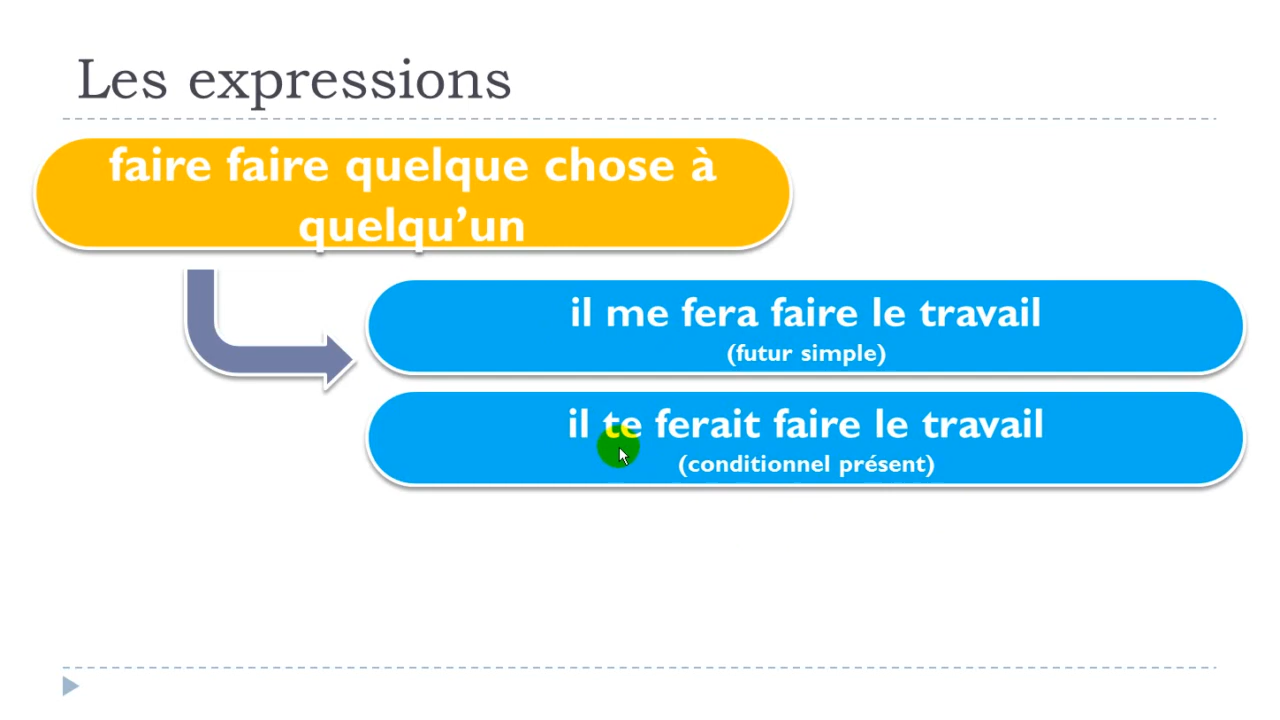 Les expressions
faire faire quelque chose à
quelqu’un
il me fera faire le travail
(futur simple)
il te ferait faire le travail
(conditionnel présent)